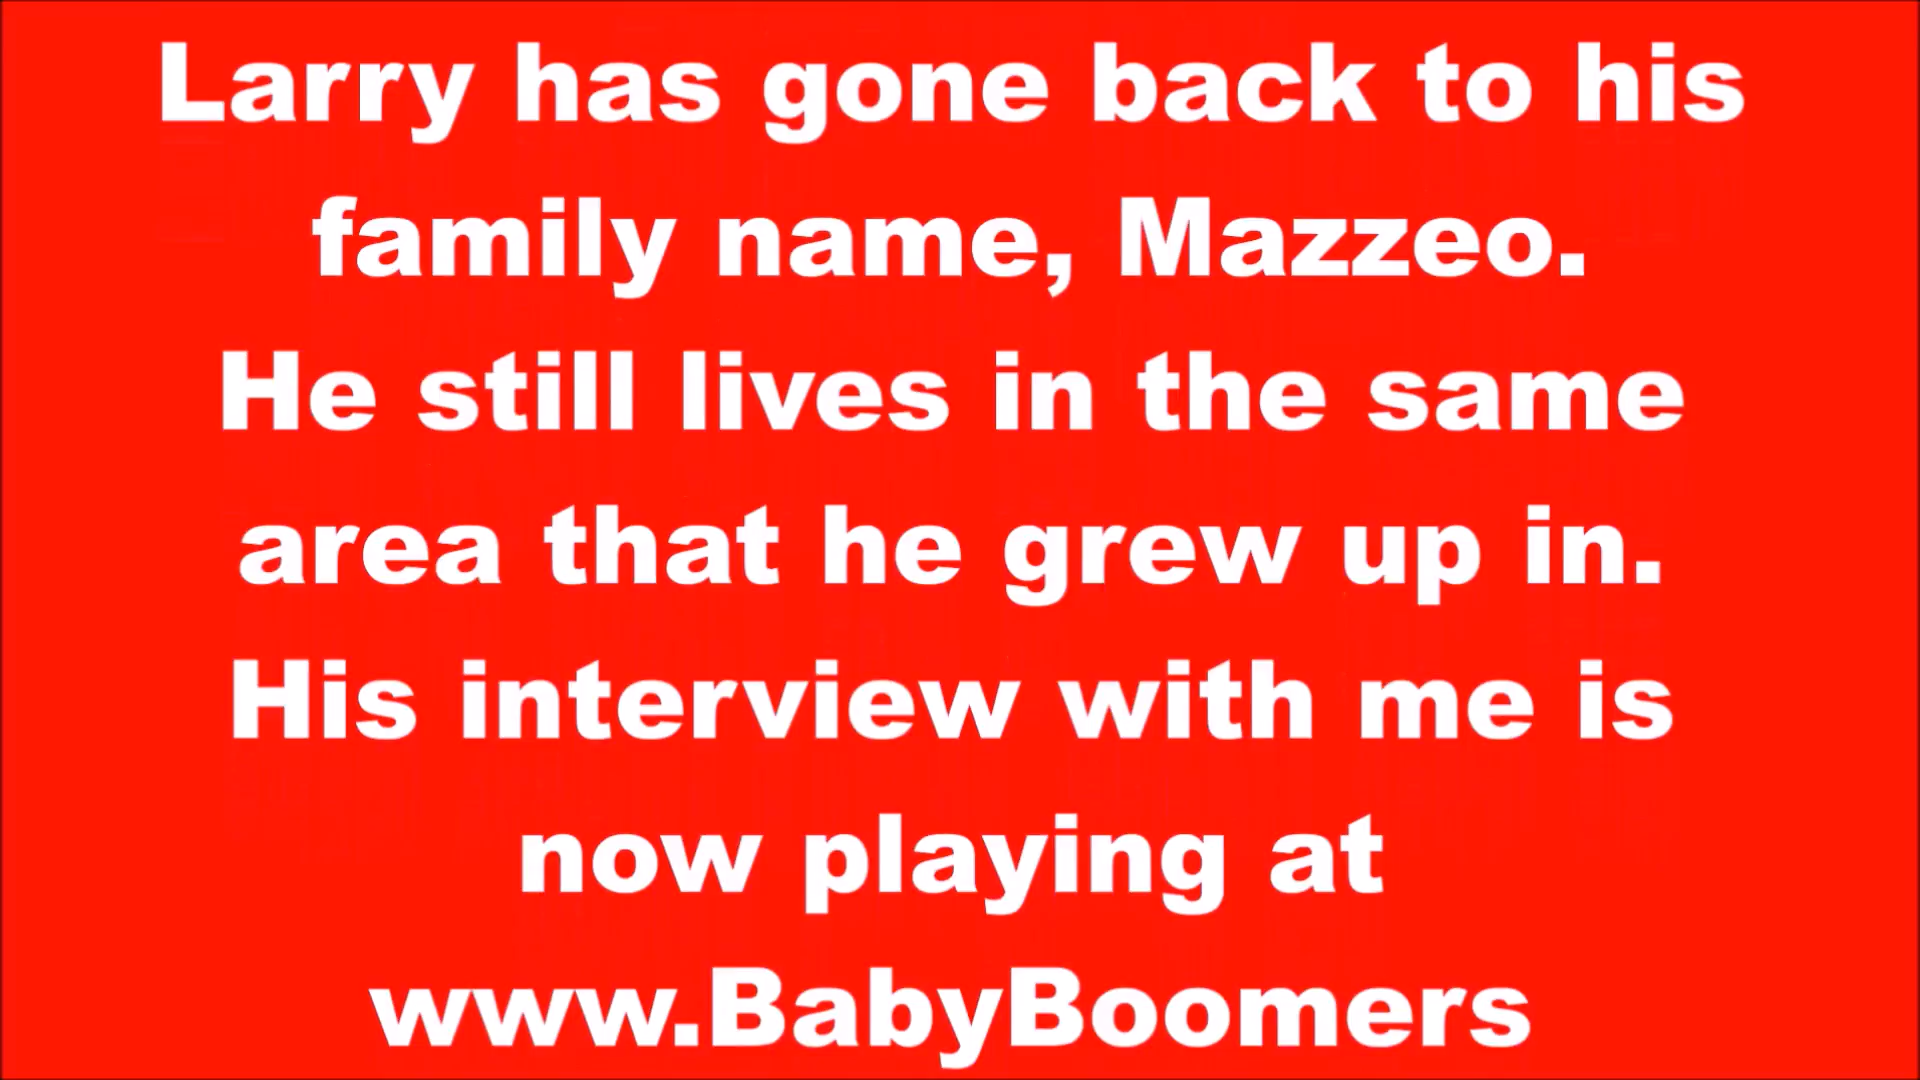 Larry has gone back to his
family name, Mazzeo.
He still lives in the same
area that he grew up in.
His interview with me is
now playing at
www.BabyBoomers